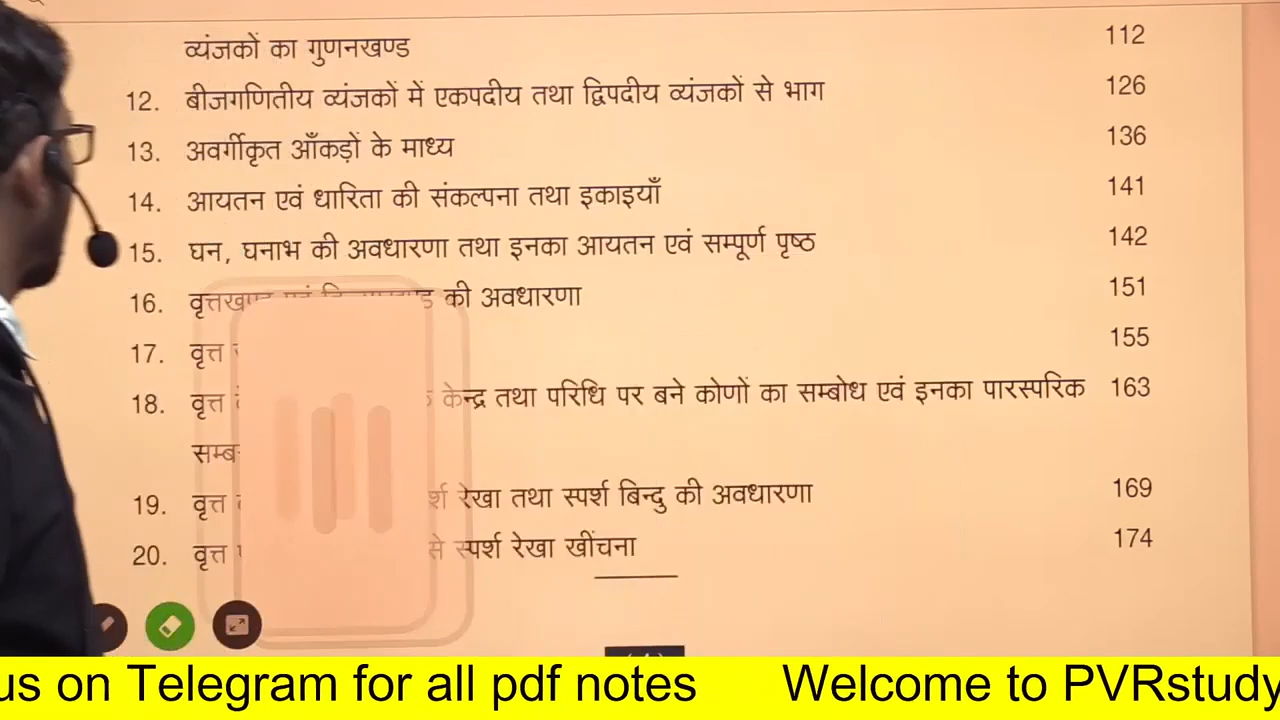 व्यंजकों का गुणनखण्ड 112
12. बीजगणितीय व्यंजकों में एकपदीय तथा द्विपदीय व्यंजकों से भाग 126
13. अवर्गीकृत आँकड़ों के माध्य 136
14. आयतन एवं धारिता की संकल्पना तथा इकाइयाँ 141
15. घन, घनाभ की अवधारणा तथा इनका आयतन एवं सम्पूर्ण पृष्ठ 142
16. की अवधारणा 151
17. वृत्त 155
18. वृत्त केन्द्र तथा परिधि पर बने कोणों का सम्बोध एवं इनका पारस्परिक 163
19. वृत्त रेखा तथा स्पर्श बिन्दु की अवधारणा 169
20. वृत्त से स्पर्श रेखा खींचना 174
us on Telegram for all pdf notes Welcome to PVRstudy